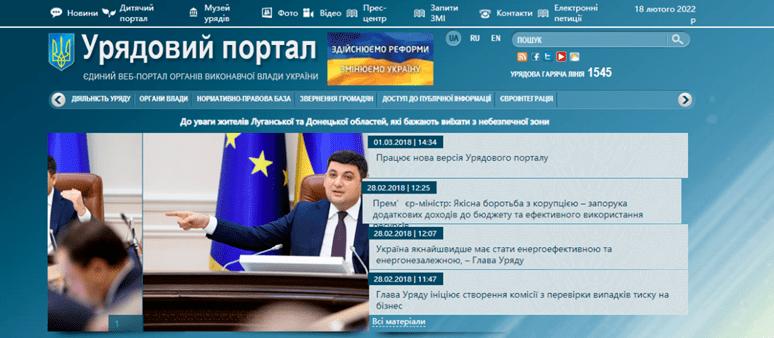 Новини
Дитячий
портал
Музей
урядів
Фото
Відео
Прес-
центр
Запити
ЗМІ
Контакти
Електронні
петиції
18 лютого 2022
р
Урядовий портал
ЄДИНИЙ ВЕБ-ПОРТАЛ ОРГАНІВ ВИКОНАВЧОЇ ВЛАДИ УКРАЇНИ
ЗДІЙСНЮЄМО РЕФОРМИ
ЗМІНЮЄМО УКРАЇНУ
UA RU EN
ПОШУК
УРЯДОВА ГАРЯЧА ЛІНІЯ 1545
ДІЯЛЬНІСТЬ УРЯДУ ОРГАНИ ВЛАДИ НОРМАТИВНО-ПРАВОВА БАЗА ЗВЕРНЕННЯ ГРОМАДЯН ДОСТУП ДО ПУБЛІЧНОЇ ІНФОРМАЦІЇ ЄВРОІНТЕГРАЦІЯ
До уваги жителів Луганської та Донецької областей, які бажають виїхати з небезпечної зони
01.03.2018 | 14:34
Працює нова версія Урядового порталу
28.02.2018 | 12:25
Прем`єр-міністр: Якісна боротьба з корупцією – запорука
додаткових доходів до бюджету та ефективного використання
28.02.2018 | 12:07
Україна якнайшвидше має стати енергоефективною та
енергонезалежною, – Глава Уряду
28.02.2018 | 11:47
Глава Уряду ініціює створення комісії з перевірки випадків тиску на
бізнес
1
Всі матеріали